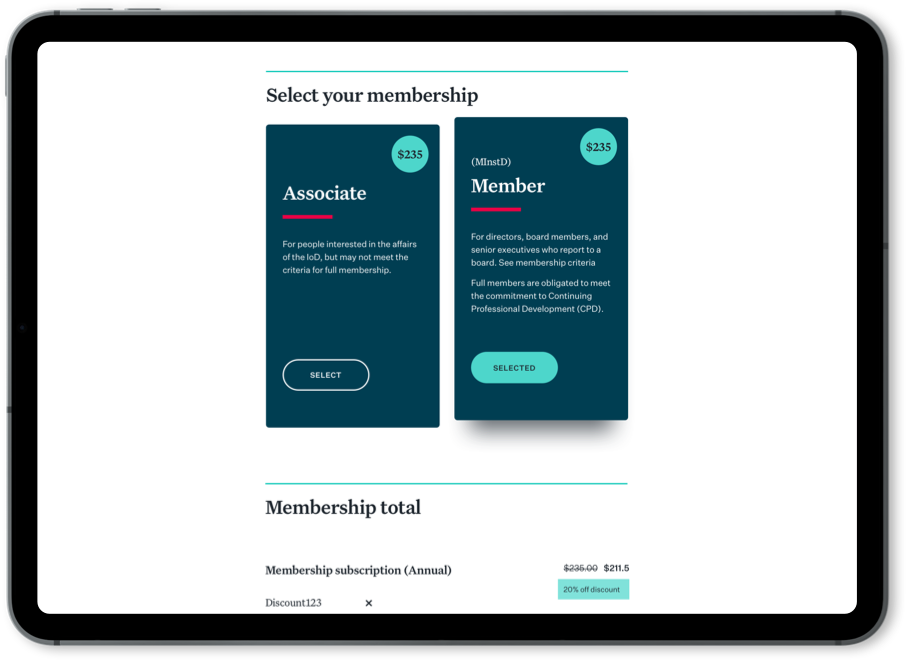 Select your membership
$235
Associate
For people interested in the affairs
of the IoD, but may not meet the
criteria for full membership.
SELECT
$235
(MInstD)
Member
For directors, board members, and
senior executives who report to a
board. See membership criteria
Full members are obligated to meet
the commitment to Continuing
Professional Development (CPD).
SELECTED
Membership total
Membership subscription (Annual)
$235.00 $211.5
20% off discount
Discount123 ×